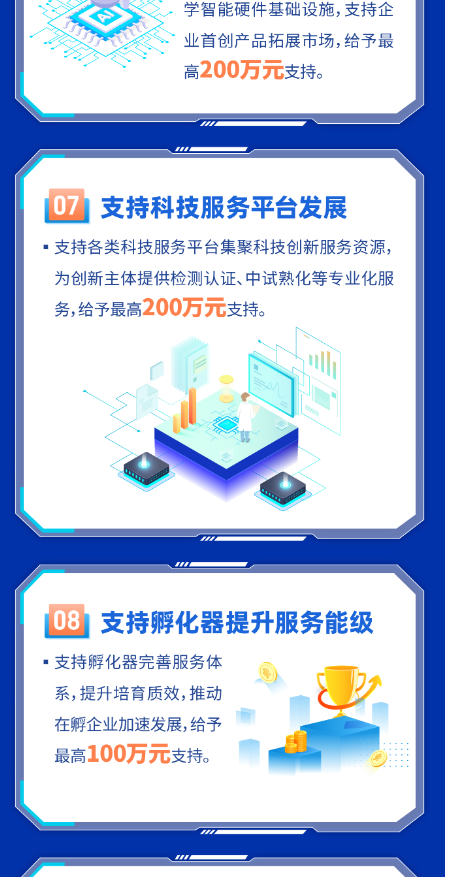 AI
学智能硬件基础设施，支持企
业首创产品拓展市场，给予最
高200万元支持。
07 支持科技服务平台发展
▪ 支持各类科技服务平台集聚科技创新服务资源，
为创新主体提供检测认证、中试熟化等专业化服
务，给予最高200万元支持。
08 支持孵化器提升服务能级
▪ 支持孵化器完善服务体
系，提升培育质效，推动
在孵企业加速发展，给予
最高100万元支持。